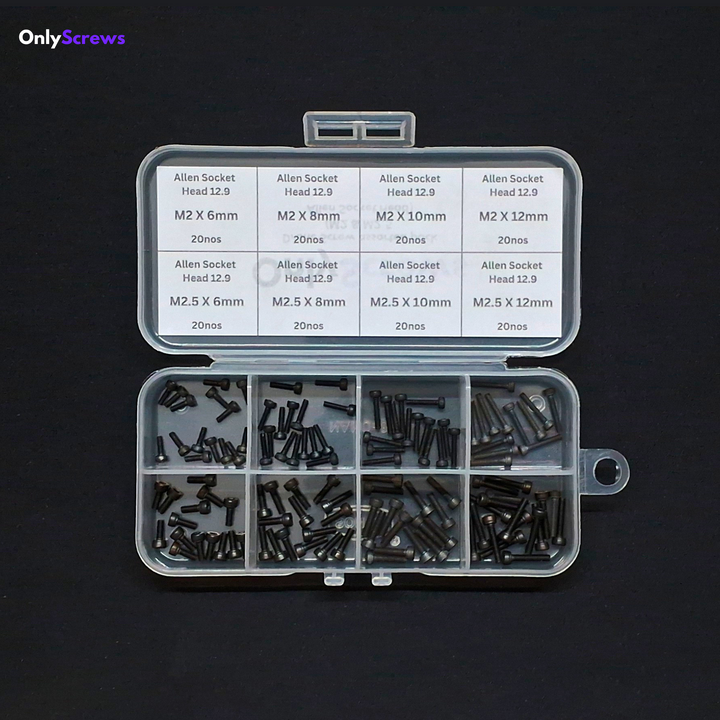 OnlyScrews
Allen Socket
Head 12.9
M2 X 6mm
20nos
Allen Socket
Head 12.9
M2 X 8mm
20nos
Allen Socket
Head 12.9
M2 X 10mm
20nos
Allen Socket
Head 12.9
M2 X 12mm
20nos
Allen Socket
Head 12.9
M2.5 X 6mm
20nos
Allen Socket
Head 12.9
M2.5 X 8mm
20nos
Allen Socket
Head 12.9
M2.5 X 10mm
20nos
Allen Socket
Head 12.9
M2.5 X 12mm
20nos